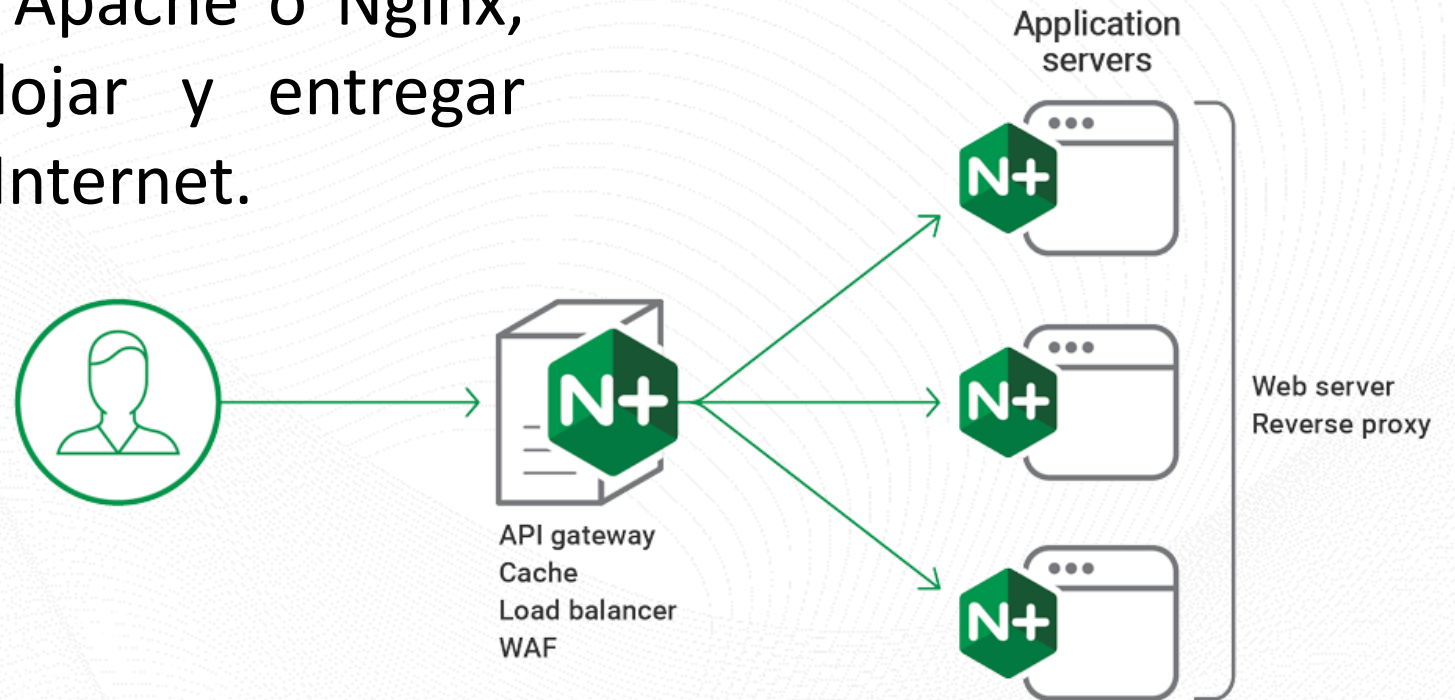 Apache o Nginx,
lojar y entregar
Internet.
Application
servers
N+
N+
N+
N+
Web server
Reverse proxy
API gateway
Cache
Load balancer
WAF